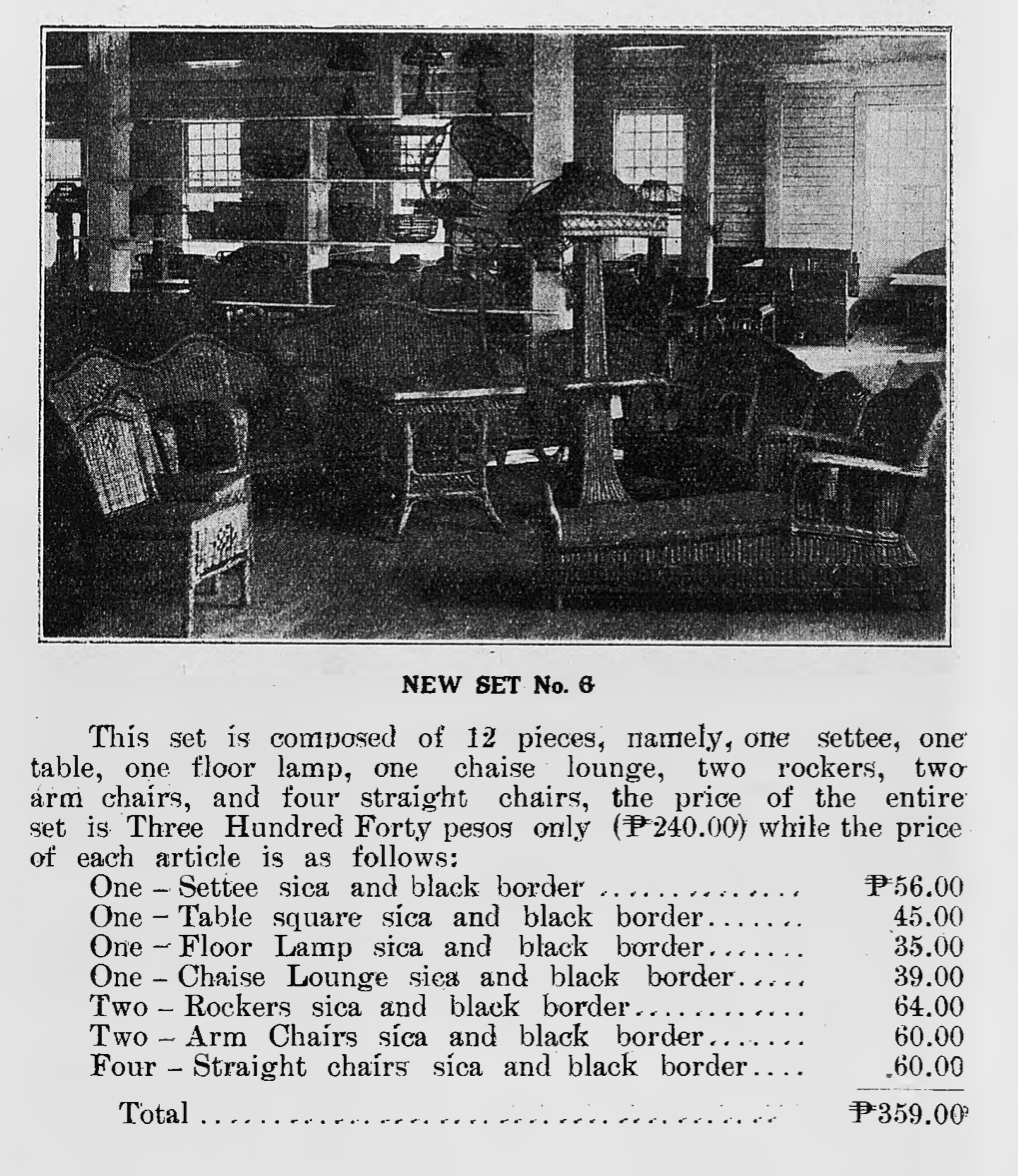 NEW SET No. 6
This set is composed of 12 pieces, namely, one settee, one
table, one floor lamp, one chaise lounge, two rockers, two
arm chairs, and four straight chairs, the price of the entire
set is Three Hundred Forty pesos only (₱240.00) while the price
of each article is as follows:
One – Settee sica and black border .............. ₱56.00
One – Table square sica and black border....... 45.00
One – Floor Lamp sica and black border....... 35.00
One – Chaise Lounge sica and black border..... 39.00
Two – Rockers sica and black border............ 64.00
Two – Arm Chairs sica and black border....... 60.00
Four – Straight chairs sica and black border.... 60.00
Total ........................................ ₱359.00